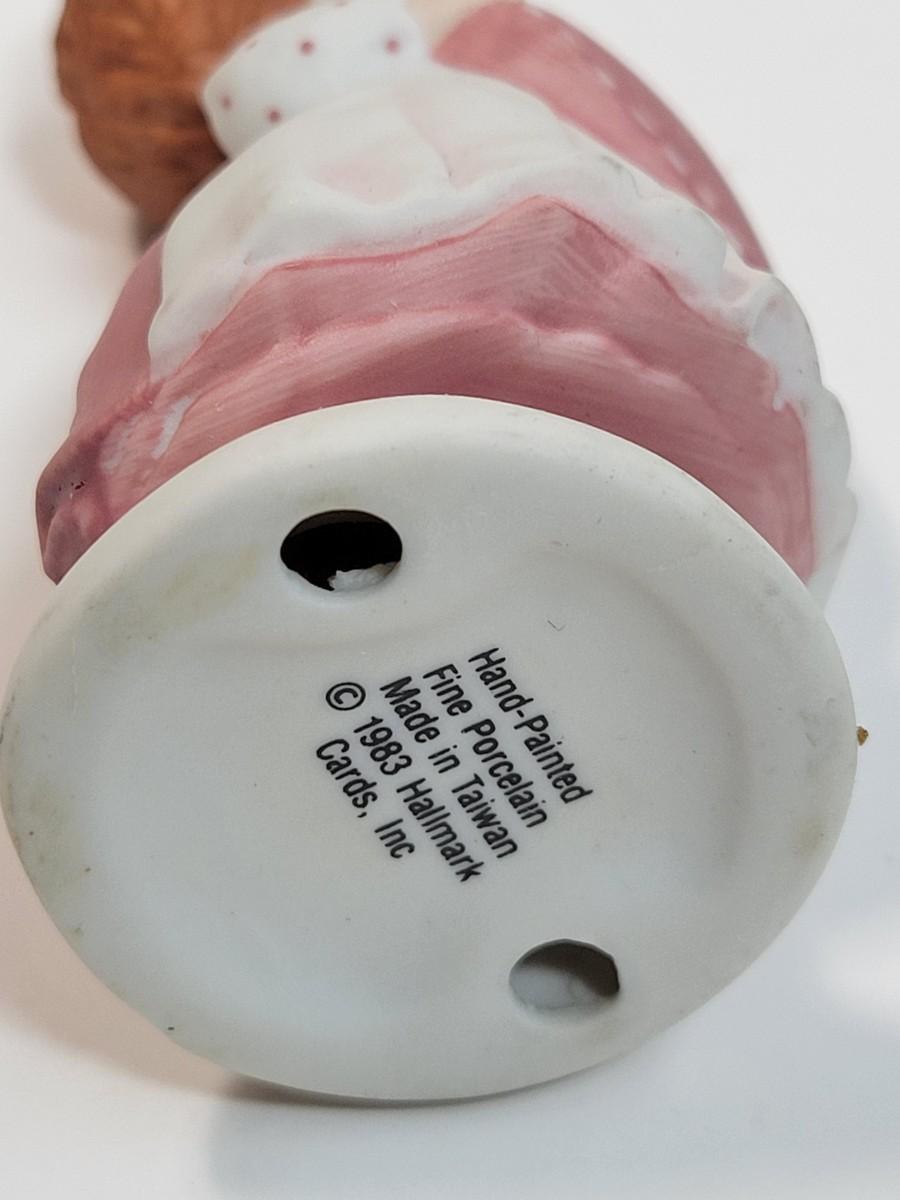 Hand-Painted
Fine Porcelain
Made in Taiwan
© 1983 Hallmark
Cards, Inc